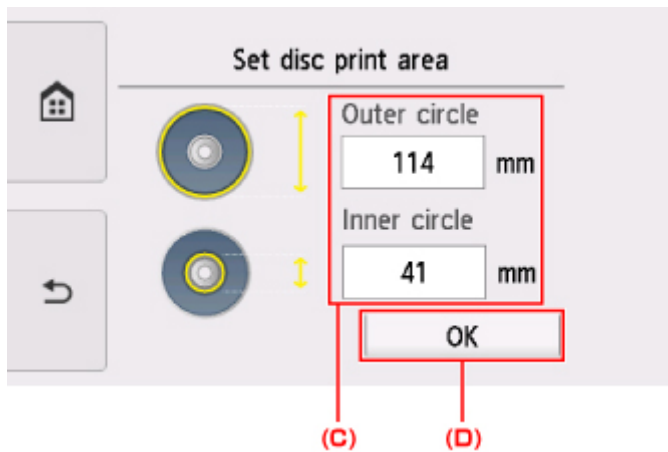 Set disc print area
Outer circle
114 mm
Inner circle
41 mm
OK
(C) (D)